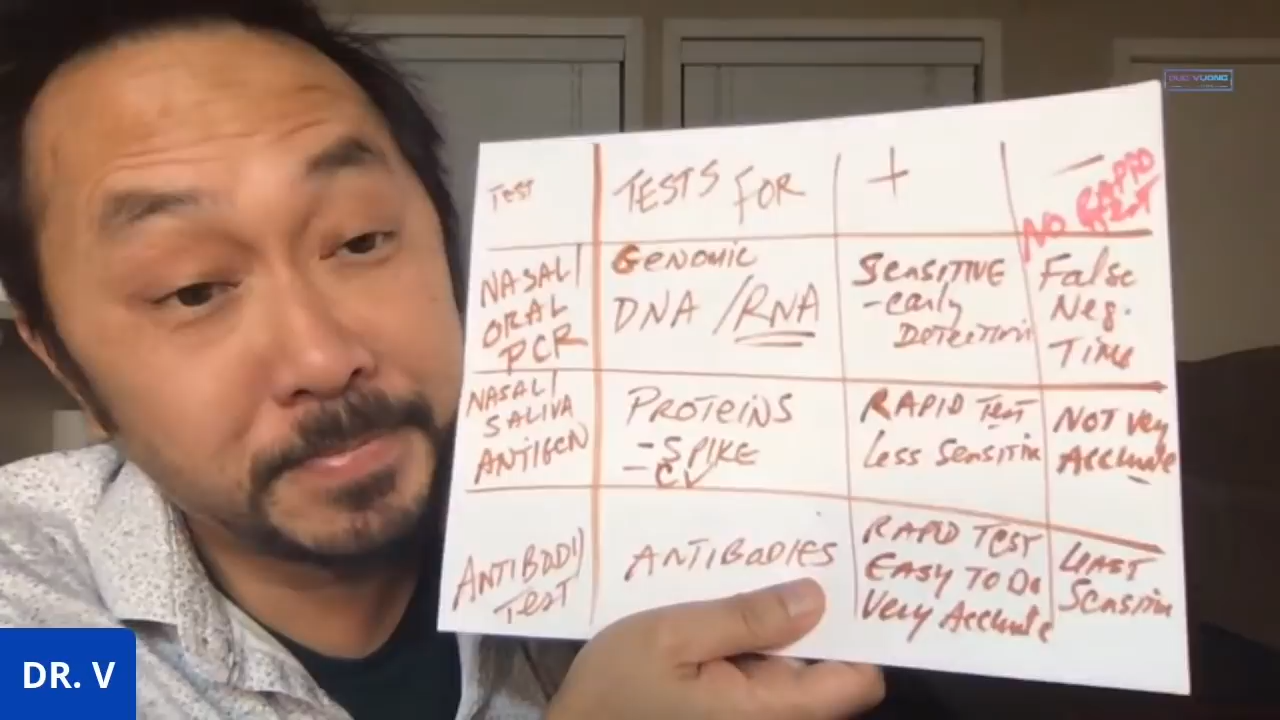 DUC VUONG
TEST
TESTS FOR
+
-
NO RAPID
TEST
NASAL/
ORAL
PCR
GENOMIC
DNA / RNA
SENSITIVE
-early
DETECTION
False
Neg.
TIME
NASAL/
SALIVA
ANTIGEN
PROTEINS
- SPIKE
RAPID TEST
Less Sensitive
NOT Very
Accurate
ANTIBODY
TEST
ANTIBODIES
RAPID TEST
EASY TO DO
Very Accurate
LEAST
Sensitive
DR. V